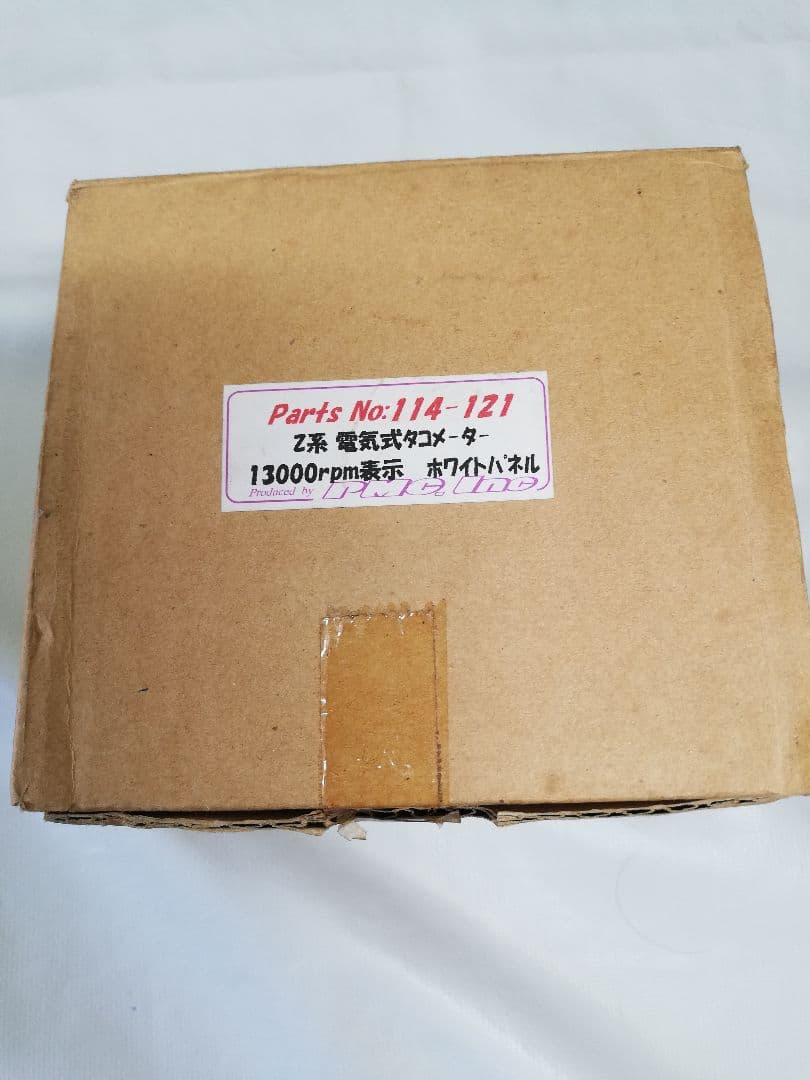 Parts No:114-121
Z系 電気式タコメーター
13000rpm表示 ホワイトパネル
Produced by PMC.Inc